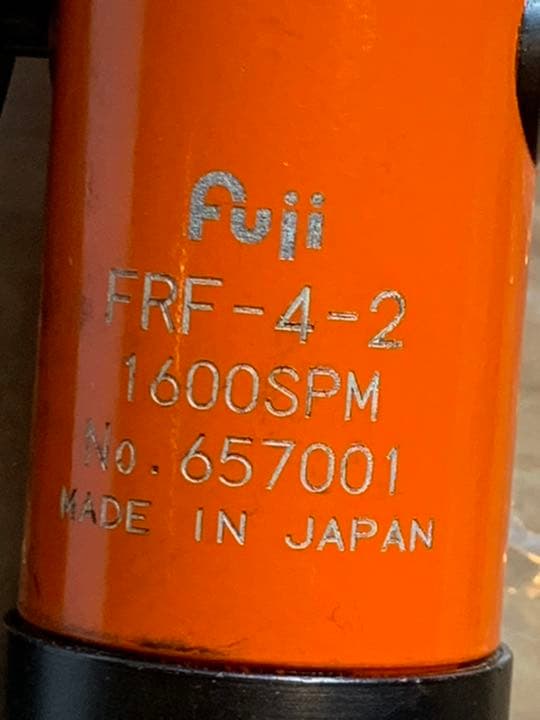 Fuji
FRF-4-2
1600SPM
No.657001
MADE IN JAPAN